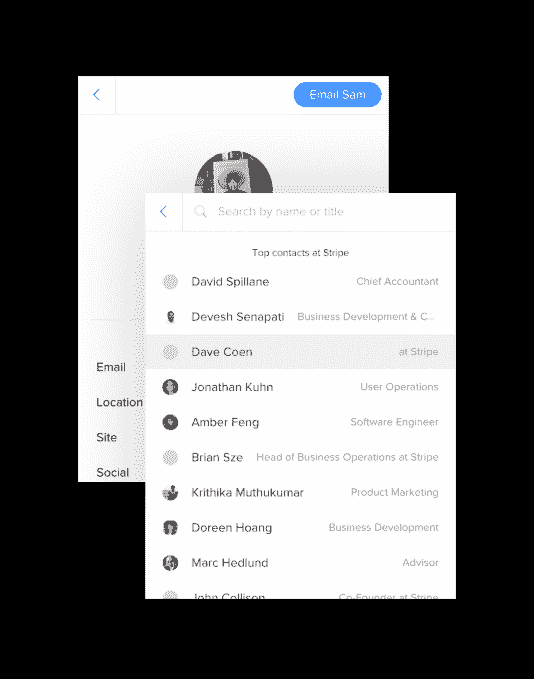 Email Sam
Search by name or title
Top contacts at Stripe
David Spillane Chief Accountant
Devesh Senapati Business Development & C...
Dave Coen at Stripe
Email
Jonathan Kuhn User Operations
Location
Amber Feng Software Engineer
Site
Brian Sze Head of Business Operations at Stripe
Social
Krithika Muthukumar Product Marketing
Doreen Hoang Business Development
Marc Hedlund Advisor
John Collison Co-Founder at Stripe